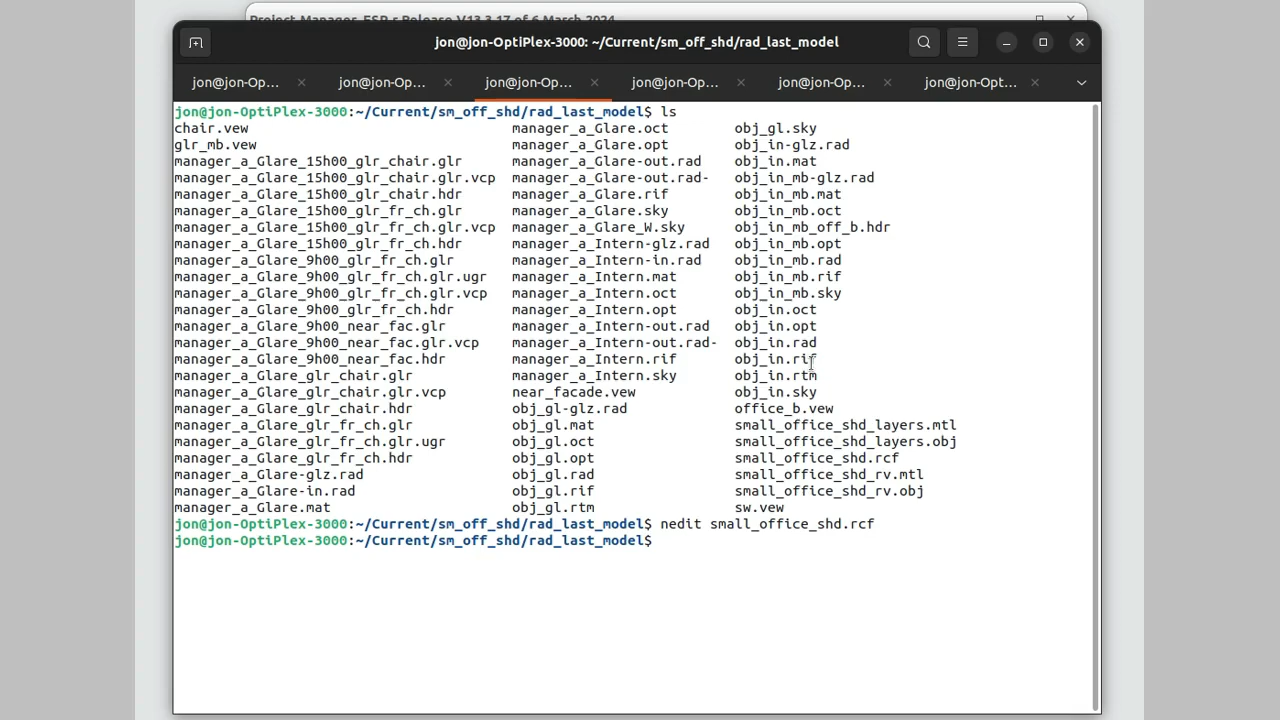 Project Manager ESP-r Release V13.3.17 of 6 March 2024
jon@jon-OptiPlex-3000: ~/Current/sm_off_shd/rad_last_model
jon@jon-Op... jon@jon-Op... jon@jon-Op... jon@jon-Op... jon@jon-Op... jon@jon-Opt...
jon@jon-OptiPlex-3000:~/Current/sm_off_shd/rad_last_model$ ls
chair.vew manager_a_Glare.oct obj_gl.sky
glr_mb.vew manager_a_Glare.opt obj_in-glz.rad
manager_a_Glare_15h00_glr_chair.glr manager_a_Glare-out.rad obj_in.mat
manager_a_Glare_15h00_glr_chair.glr.vcp manager_a_Glare-out.rad- obj_in_mb-glz.rad
manager_a_Glare_15h00_glr_chair.hdr manager_a_Glare.rif obj_in_mb.mat
manager_a_Glare_15h00_glr_fr_ch.glr manager_a_Glare.sky obj_in_mb.oct
manager_a_Glare_15h00_glr_fr_ch.glr.vcp manager_a_Glare_W.sky obj_in_mb_off_b.hdr
manager_a_Glare_15h00_glr_fr_ch.hdr manager_a_Intern-glz.rad obj_in_mb.opt
manager_a_Glare_9h00_glr_fr_ch.glr manager_a_Intern-in.rad obj_in_mb.rad
manager_a_Glare_9h00_glr_fr_ch.glr.ugr manager_a_Intern.mat obj_in_mb.rif
manager_a_Glare_9h00_glr_fr_ch.glr.vcp manager_a_Intern.oct obj_in_mb.sky
manager_a_Glare_9h00_glr_fr_ch.hdr manager_a_Intern.opt obj_in.oct
manager_a_Glare_9h00_near_fac.glr manager_a_Intern-out.rad obj_in.opt
manager_a_Glare_9h00_near_fac.glr.vcp manager_a_Intern-out.rad- obj_in.rad
manager_a_Glare_9h00_near_fac.hdr manager_a_Intern.rif obj_in.rif
manager_a_Glare_glr_chair.glr manager_a_Intern.sky obj_in.rtm
manager_a_Glare_glr_chair.glr.vcp near_facade.vew obj_in.sky
manager_a_Glare_glr_chair.hdr obj_gl-glz.rad office_b.vew
manager_a_Glare_glr_fr_ch.glr obj_gl.mat small_office_shd_layers.mtl
manager_a_Glare_glr_fr_ch.glr.ugr obj_gl.oct small_office_shd_layers.obj
manager_a_Glare_glr_fr_ch.hdr obj_gl.opt small_office_shd.rcf
manager_a_Glare-glz.rad obj_gl.rad small_office_shd_rv.mtl
manager_a_Glare-in.rad obj_gl.rif small_office_shd_rv.obj
manager_a_Glare.mat obj_gl.rtm sw.vew
jon@jon-OptiPlex-3000:~/Current/sm_off_shd/rad_last_model$ nedit small_office_shd.rcf
jon@jon-OptiPlex-3000:~/Current/sm_off_shd/rad_last_model$